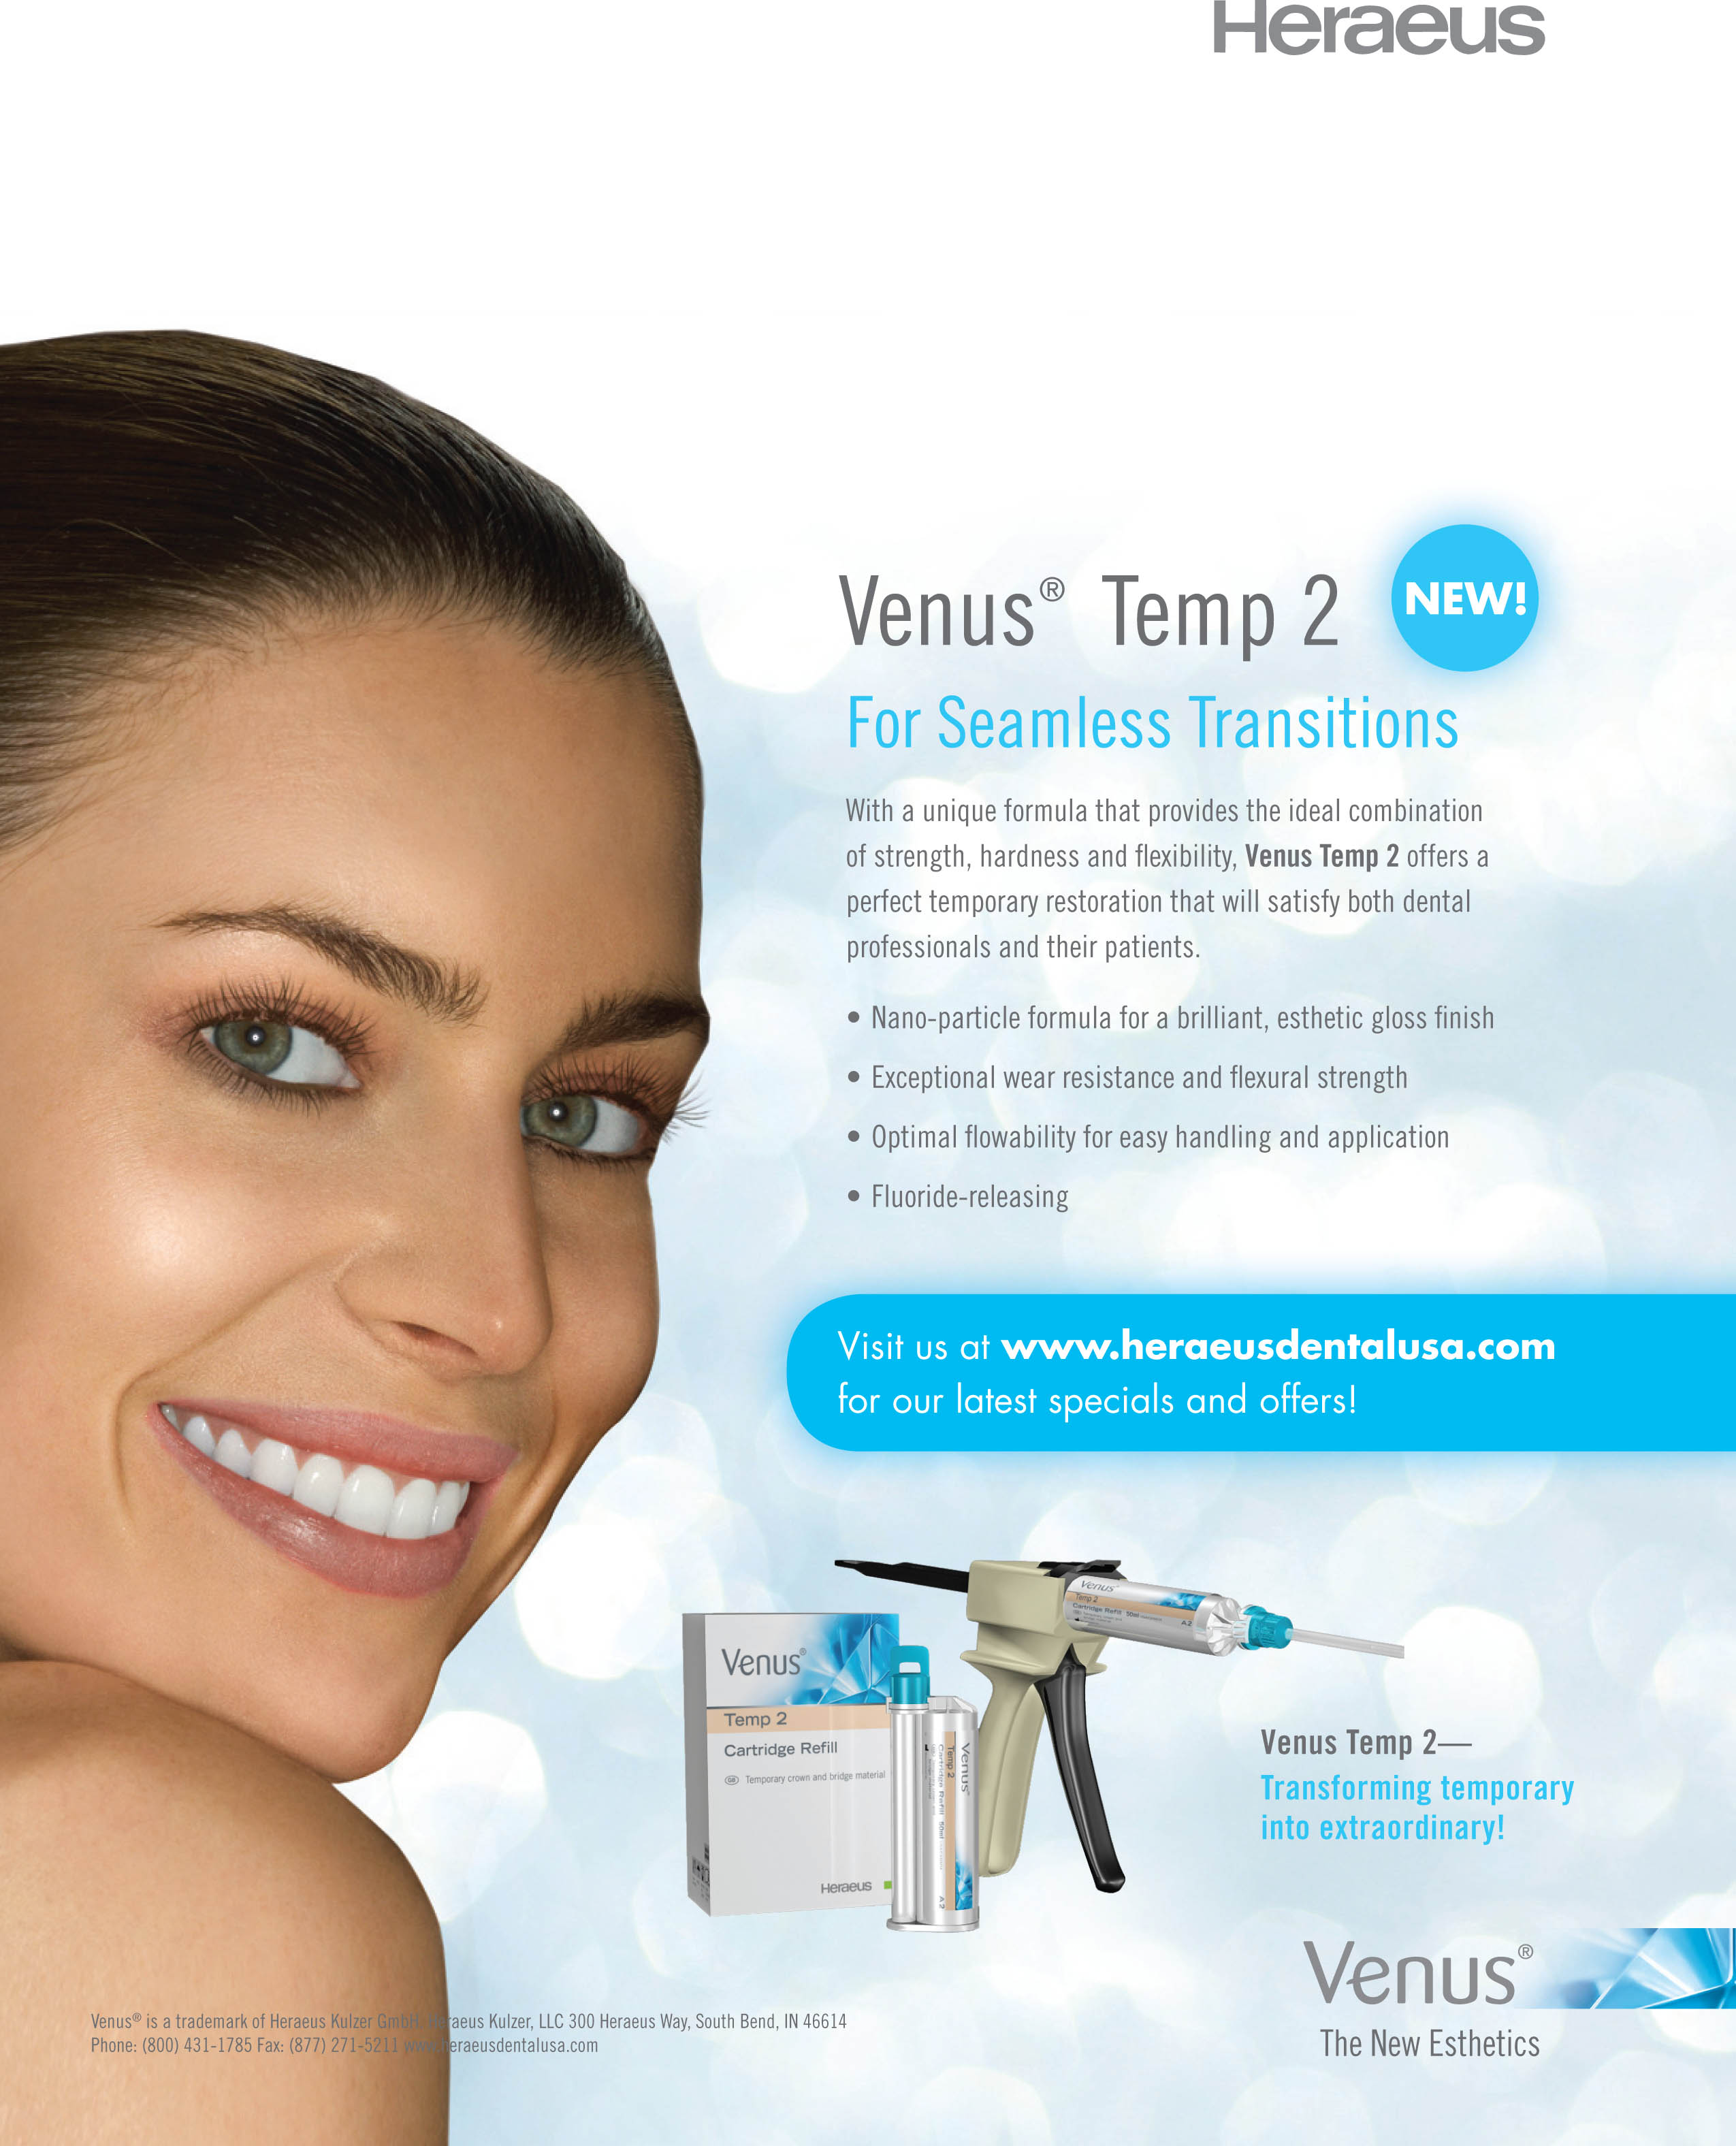 Heraeus
Venus® Temp 2
NEW!
For Seamless Transitions
With a unique formula that provides the ideal combination
of strength, hardness and flexibility, Venus Temp 2 offers a
perfect temporary restoration that will satisfy both dental
professionals and their patients.
• Nano-particle formula for a brilliant, esthetic gloss finish
• Exceptional wear resistance and flexural strength
• Optimal flowability for easy handling and application
• Fluoride-releasing
Visit us at www.heraeusdentalusa.com
for our latest specials and offers!
Venus
Temp 2
Cartridge Refill 50ml
A2
Venus®
Temp 2
Cartridge Refill
GB Temporary crown and bridge material
Heraeus
Venus
Temp 2
Cartridge Refill 50ml
A2
Venus Temp 2—
Transforming temporary
into extraordinary!
Venus®
The New Esthetics
Venus® is a trademark of Heraeus Kulzer GmbH. Heraeus Kulzer, LLC 300 Heraeus Way, South Bend, IN 46614
Phone: (800) 431-1785 Fax: (877) 271-5211 www.heraeusdentalusa.com